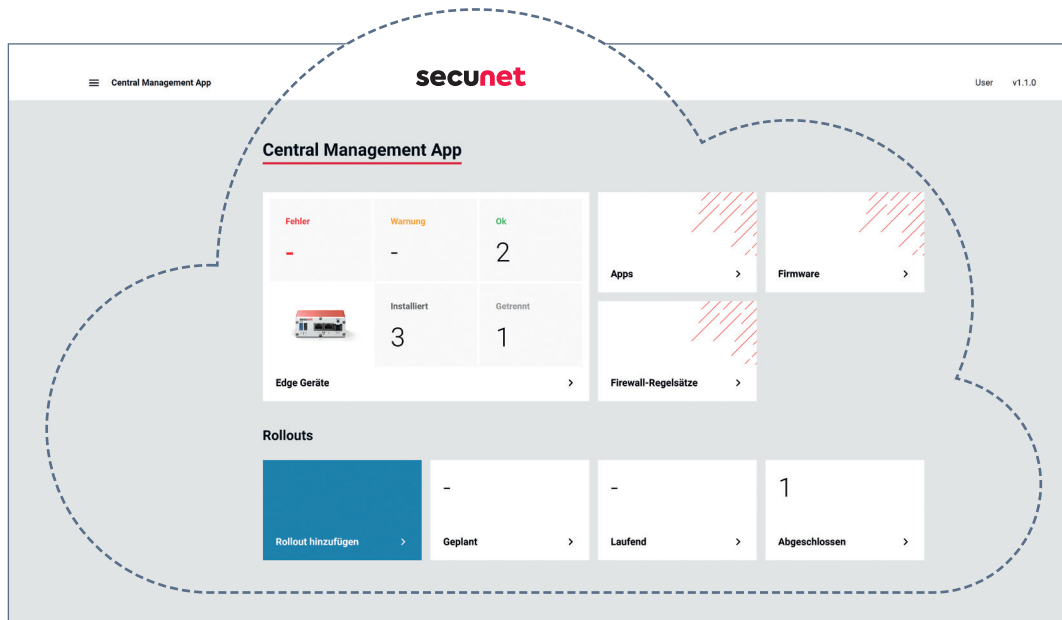 Central Management App
secunet
User v1.1.0
Central Management App
Fehler
-
Warnung
-
Ok
2
Installiert
3
Getrennt
1
Edge Geräte
Apps
Firmware
Firewall-Regelsätze
Rollouts
Rollout hinzufügen
-
Geplant
-
Laufend
1
Abgeschlossen